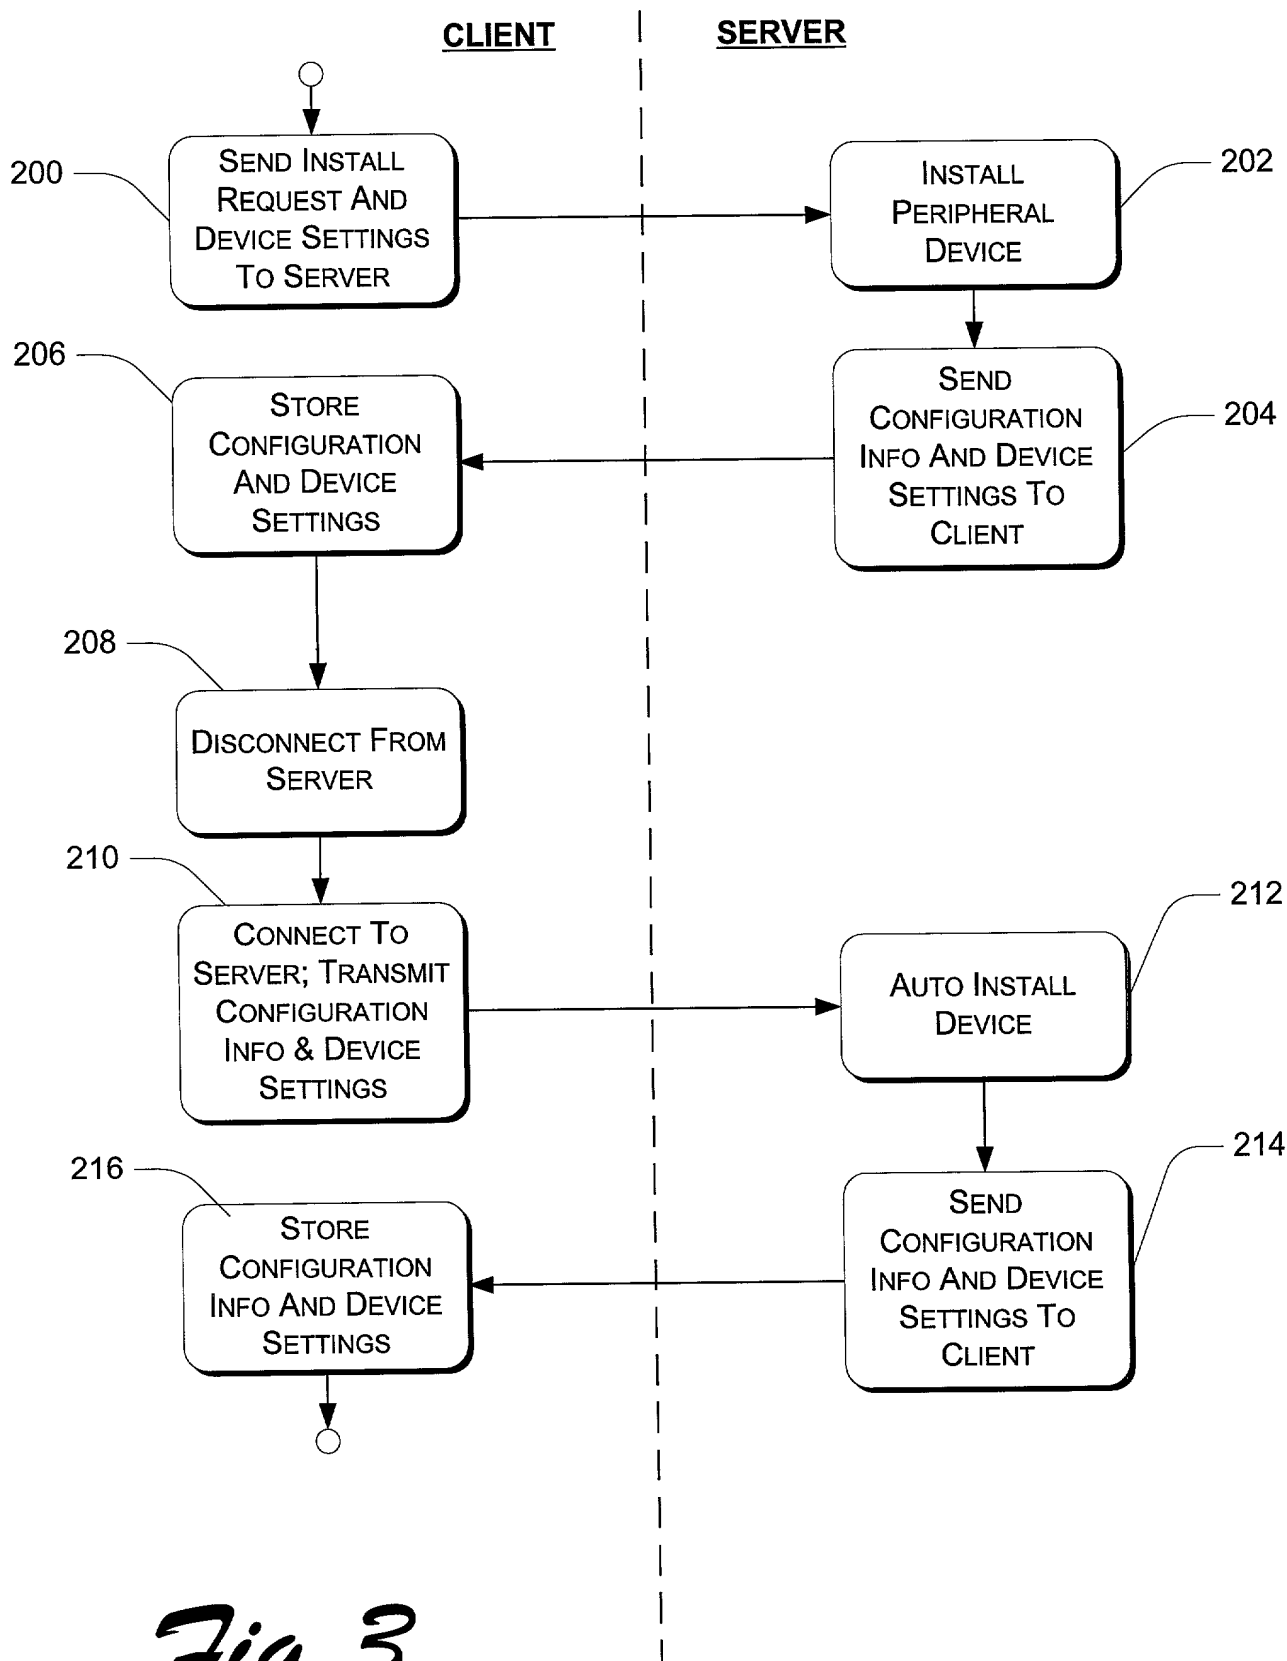 CLIENT
SERVER
200
SEND INSTALL
REQUEST AND
DEVICE SETTINGS
TO SERVER
INSTALL
PERIPHERAL
DEVICE
202
206
STORE
CONFIGURATION
AND DEVICE
SETTINGS
SEND
CONFIGURATION
INFO AND DEVICE
SETTINGS TO
CLIENT
204
208
DISCONNECT FROM
SERVER
210
CONNECT TO
SERVER; TRANSMIT
CONFIGURATION
INFO & DEVICE
SETTINGS
AUTO INSTALL
DEVICE
212
216
STORE
CONFIGURATION
INFO AND DEVICE
SETTINGS
SEND
CONFIGURATION
INFO AND DEVICE
SETTINGS TO
CLIENT
214
Fig. 3